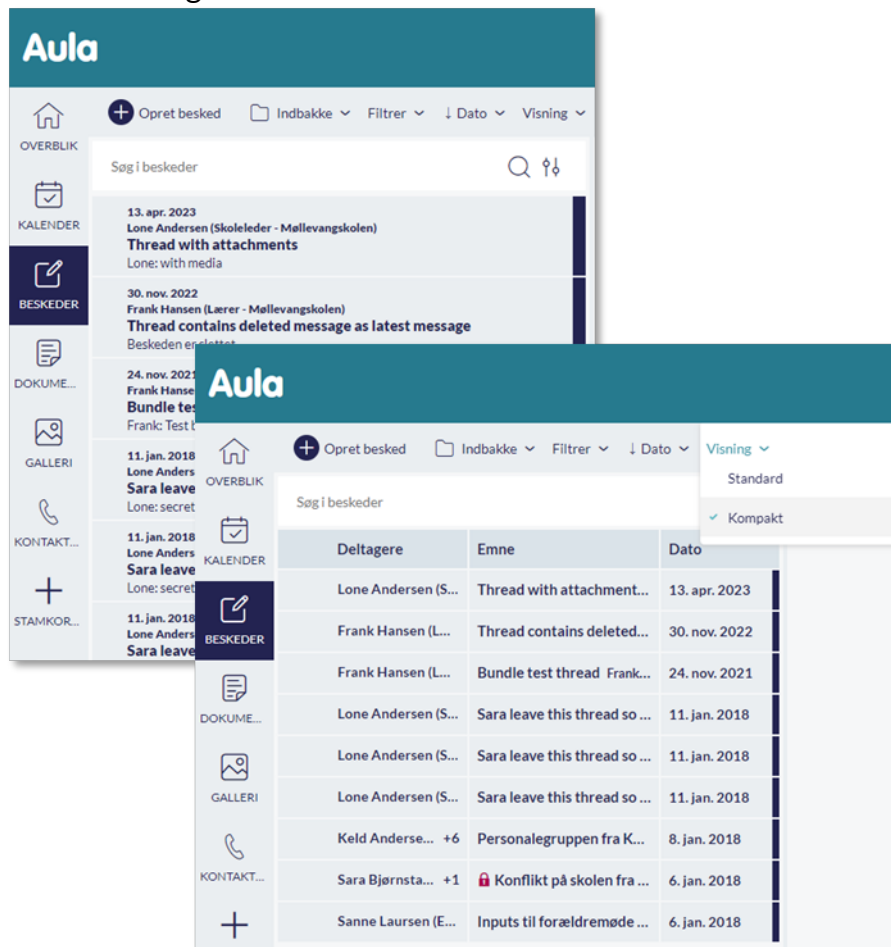 Aula
OVERBLIK
KALENDER
BESKEDER
DOKUME...
GALLERI
KONTAKT...
STAMKOR...
Opret besked Indbakke Filtrer ↓ Dato Visning
Søg i beskeder
13. apr. 2023
Lone Andersen (Skoleleder - Møllevangskolen)
Thread with attachments
Lone: with media
30. nov. 2022
Frank Hansen (Lærer - Møllevangskolen)
Thread contains deleted message as latest message
Beskeden er slettet
24. nov. 2021
Frank Hanse
Bundle tes
Frank: Test
11. jan. 2018
Lone Anders
Sara leave
Lone: secret
11. jan. 2018
Lone Anders
Sara leave
Lone: secret
11. jan. 2018
Lone Anders
Sara leave
Aula
OVERBLIK
KALENDER
BESKEDER
DOKUME...
GALLERI
KONTAKT...
Opret besked Indbakke Filtrer ↓ Dato Visning
Standard
Kompakt
Søg i beskeder
Deltagere Emne Dato
Lone Andersen (S... Thread with attachment... 13. apr. 2023
Frank Hansen (L... Thread contains deleted... 30. nov. 2022
Frank Hansen (L... Bundle test thread Frank... 24. nov. 2021
Lone Andersen (S... Sara leave this thread so ... 11. jan. 2018
Lone Andersen (S... Sara leave this thread so ... 11. jan. 2018
Lone Andersen (S... Sara leave this thread so ... 11. jan. 2018
Keld Anderse... +6 Personalegruppen fra K... 8. jan. 2018
Sara Bjørnsta... +1 Konflikt på skolen fra ... 6. jan. 2018
Sanne Laursen (E... Inputs til forældremøde ... 6. jan. 2018